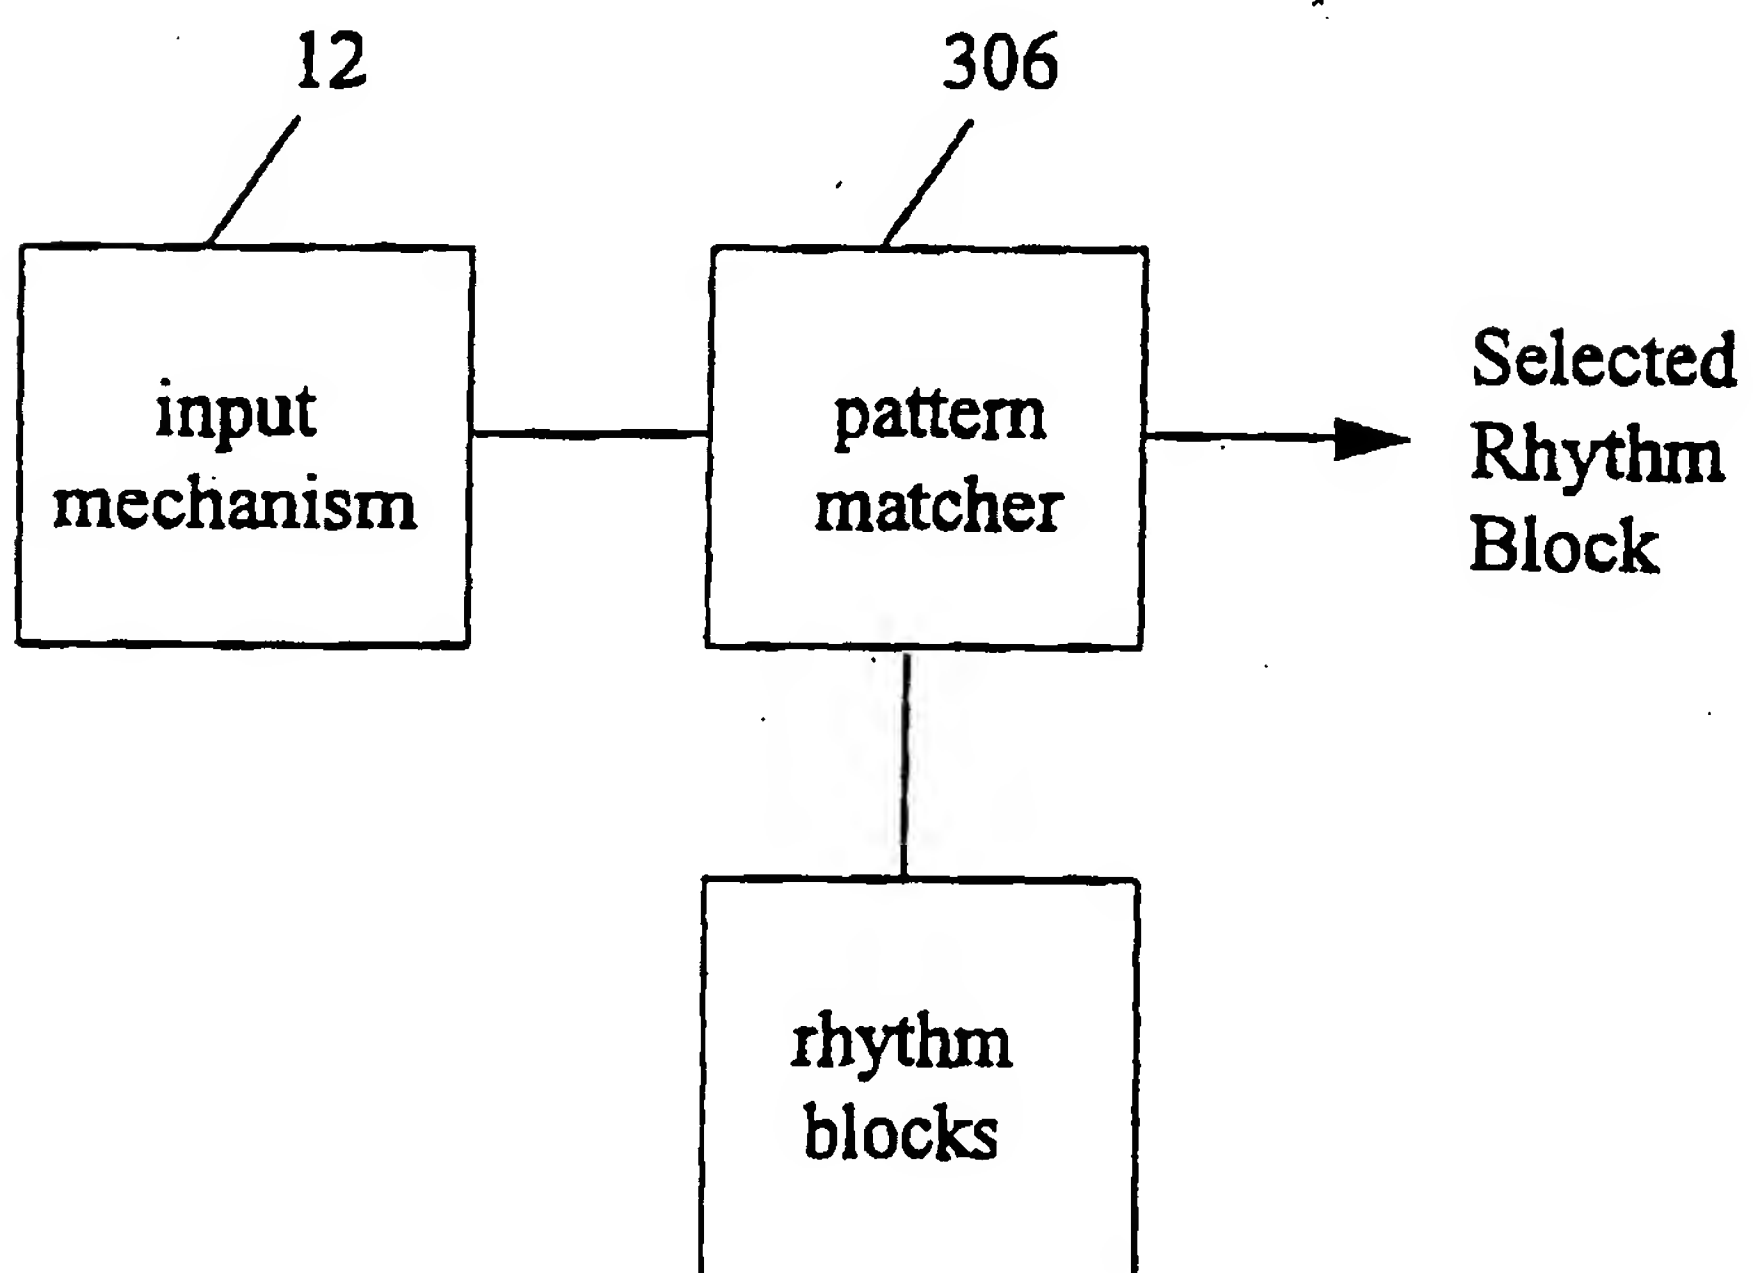 12
306
input
mechanism
pattern
matcher
Selected
Rhythm
Block
rhythm
blocks